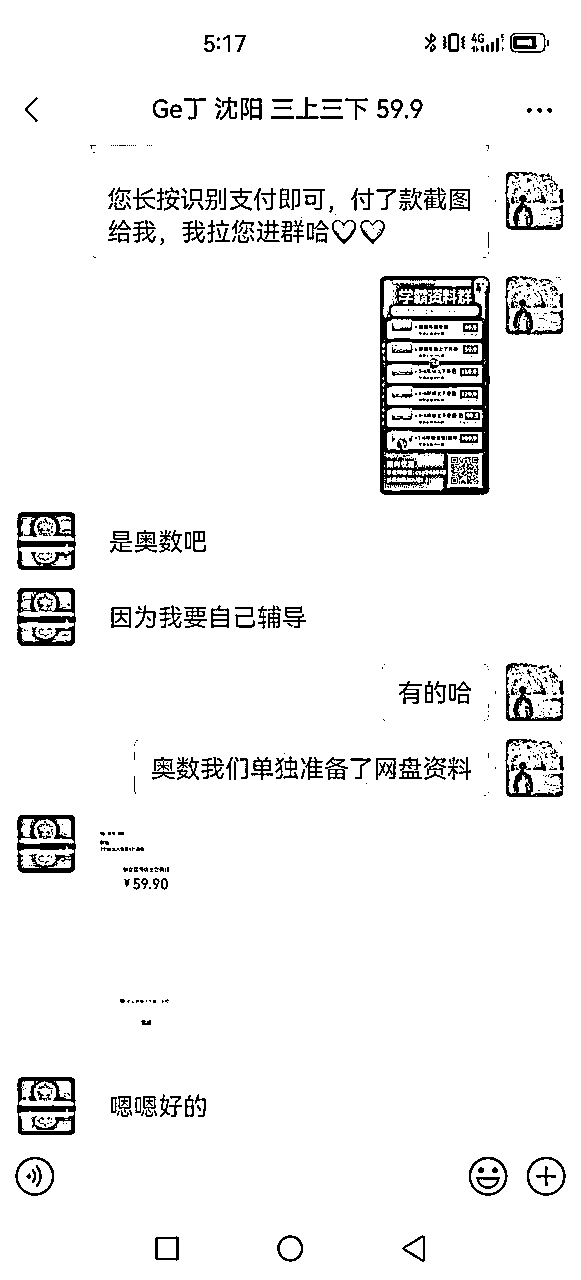 5:17
4G
Ge丁 沈阳 三上三下 59.9
您长按识别支付即可，付了款截图
给我，我拉您进群哈♡♡
学霸资料群
是奥数吧
因为我要自己辅导
有的哈
奥数我们单独准备了网盘资料
¥59.90
嗯嗯好的